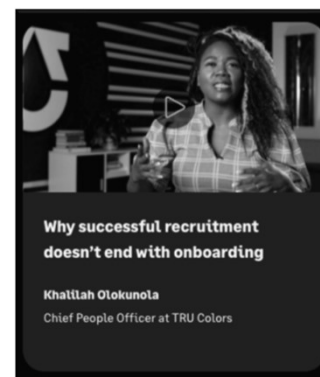 Why successful recruitment
doesn't end with onboarding
Khalilah Olokunola
Chief People Officer at TRU Colors